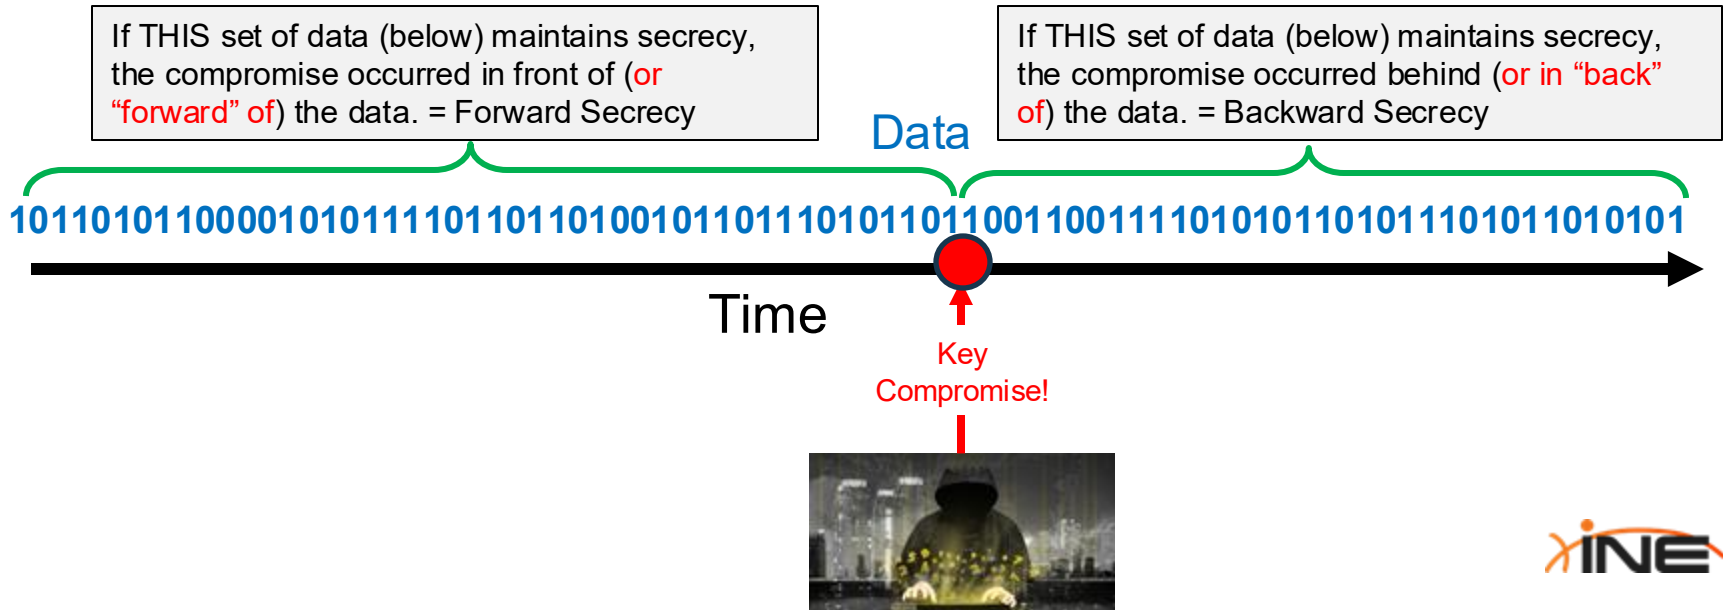 If THIS set of data (below) maintains secrecy,
the compromise occurred in front of (or
“forward” of) the data. = Forward Secrecy
If THIS set of data (below) maintains secrecy,
the compromise occurred behind (or in “back”
of) the data. = Backward Secrecy
Data
101101011000010101111011011010010110111010110110011001111010101101011101011010101
Time
Key
Compromise!
iNE